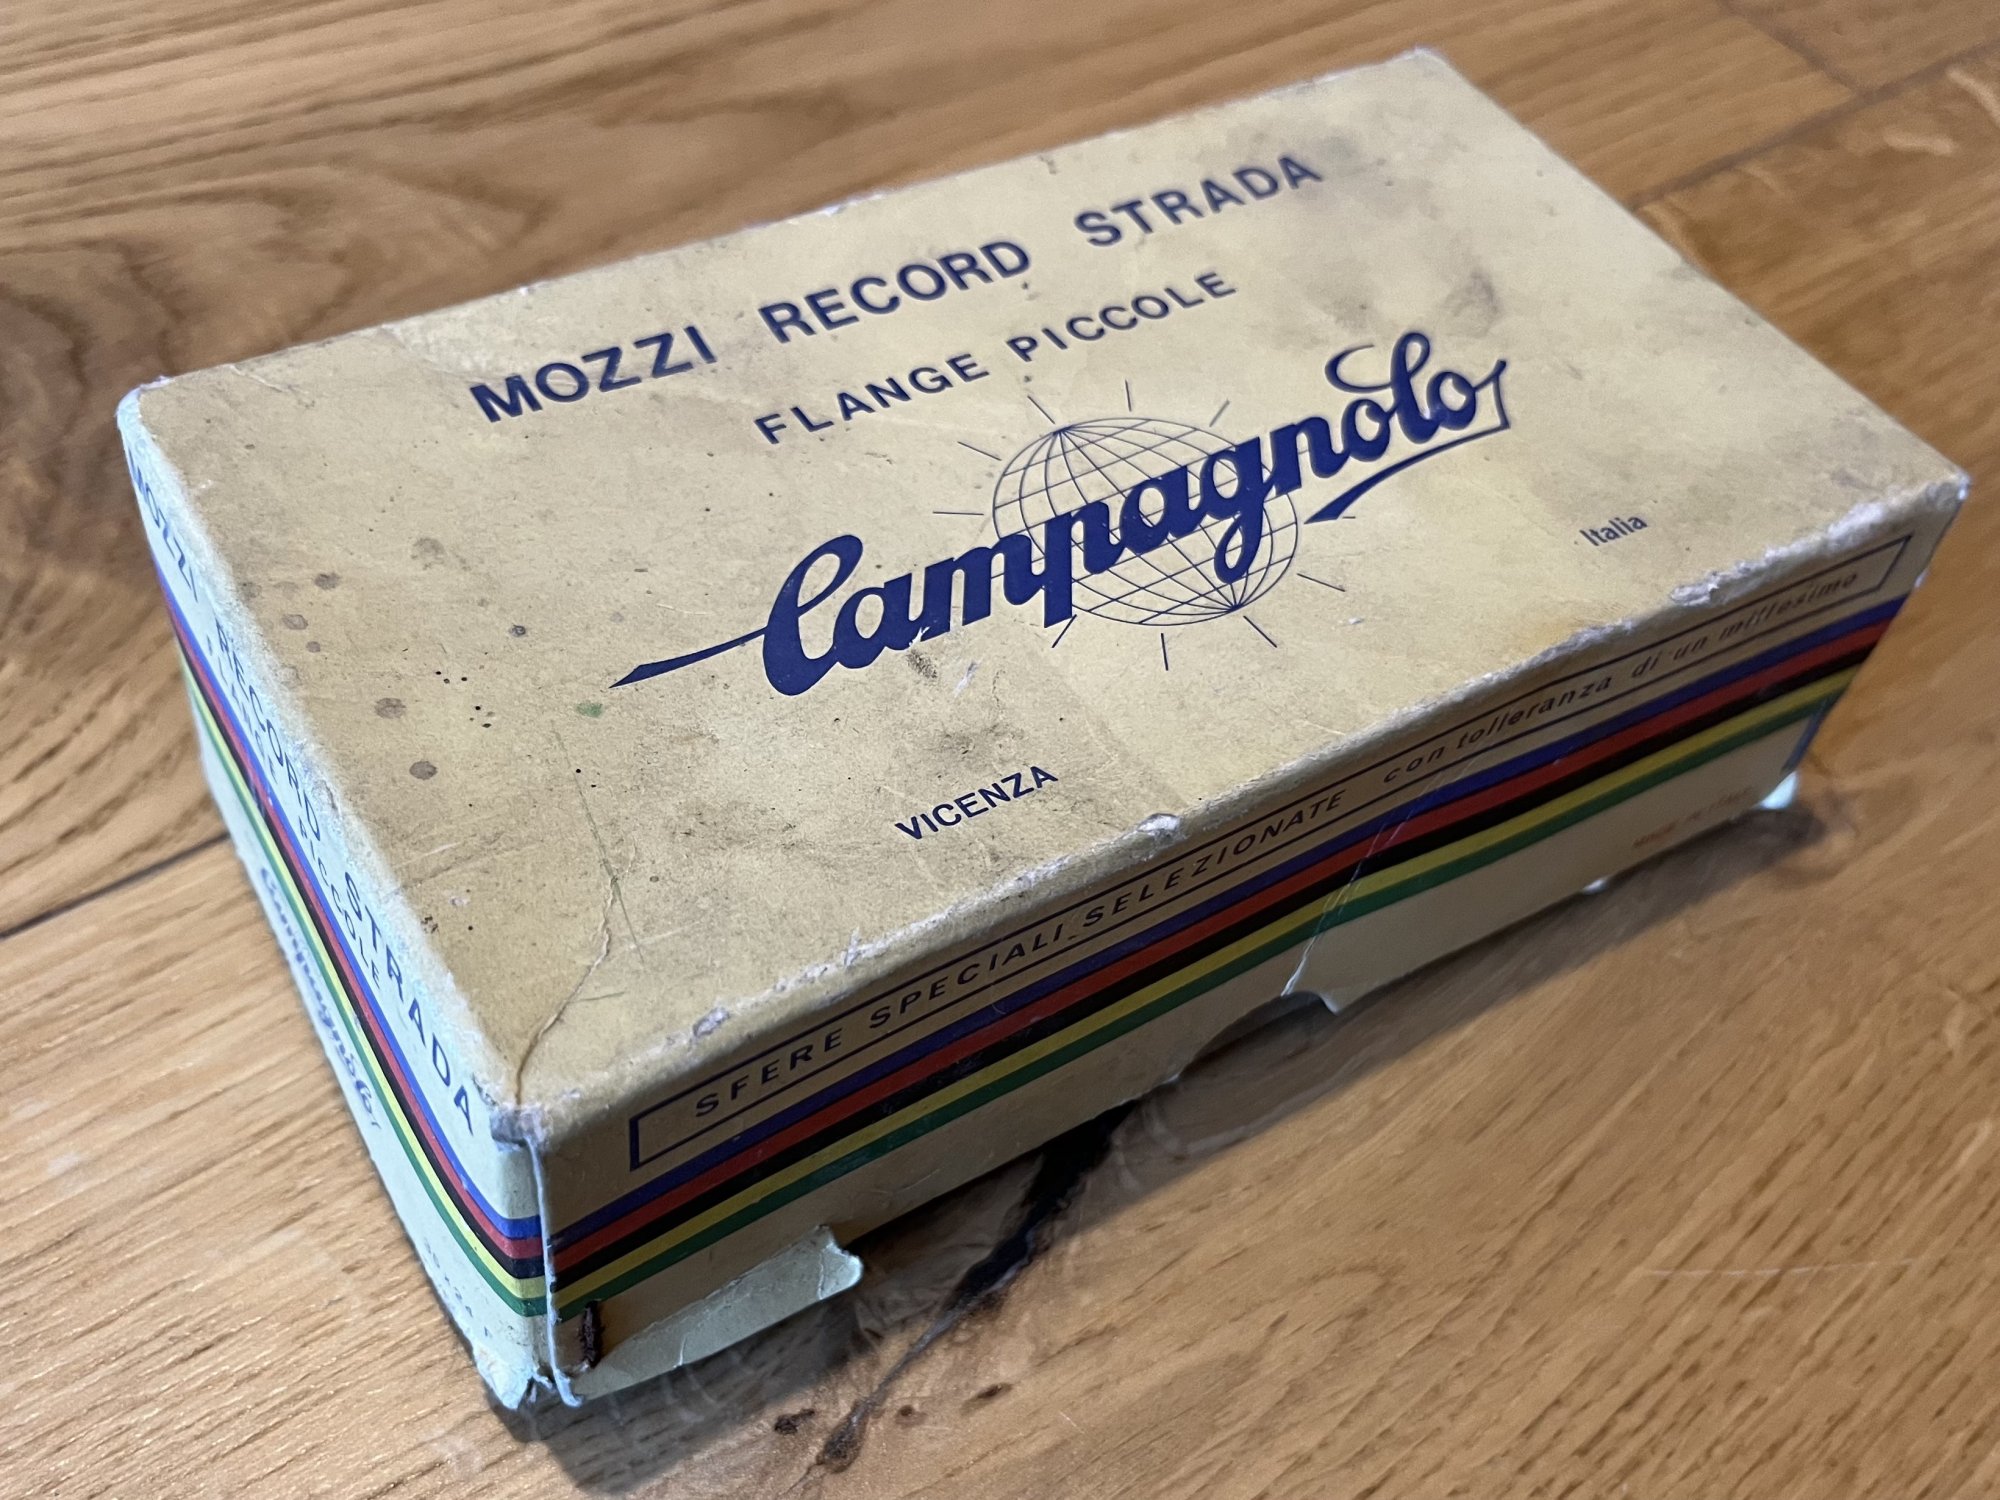 MOZZI RECORD STRADA
FLANGE PICCOLE
Campagnolo
VICENZA
Italia
SFERE SPECIALI SELEZIONATE con tolleranza di un millesimo
MOZZI RECORD STRADA
FLANGE PICCOLE
Campagnolo